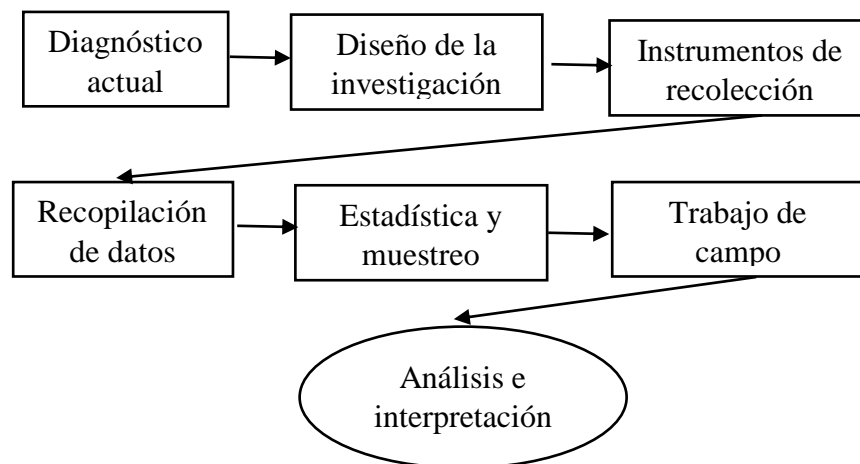 Diagnóstico
actual
Diseño de la
investigación
Instrumentos de
recolección
Recopilación
de datos
Estadística y
muestreo
Trabajo de
campo
Análisis e
interpretación